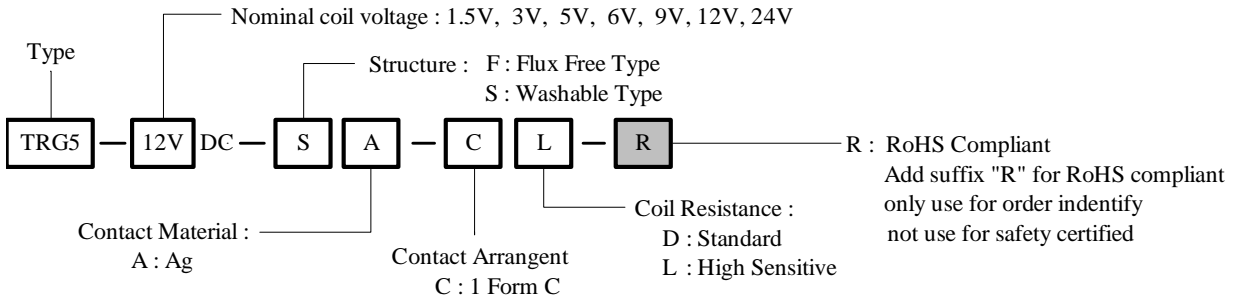 Nominal coil voltage : 1.5V, 3V, 5V, 6V, 9V, 12V, 24V
Type
Structure : F : Flux Free Type
S : Washable Type
TRG5 — 12V DC — S A — C L — R
R : RoHS Compliant
Add suffix "R" for RoHS compliant
only use for order indentify
not use for safety certified
Contact Material :
A : Ag
Contact Arrangent
C : 1 Form C
Coil Resistance :
D : Standard
L : High Sensitive